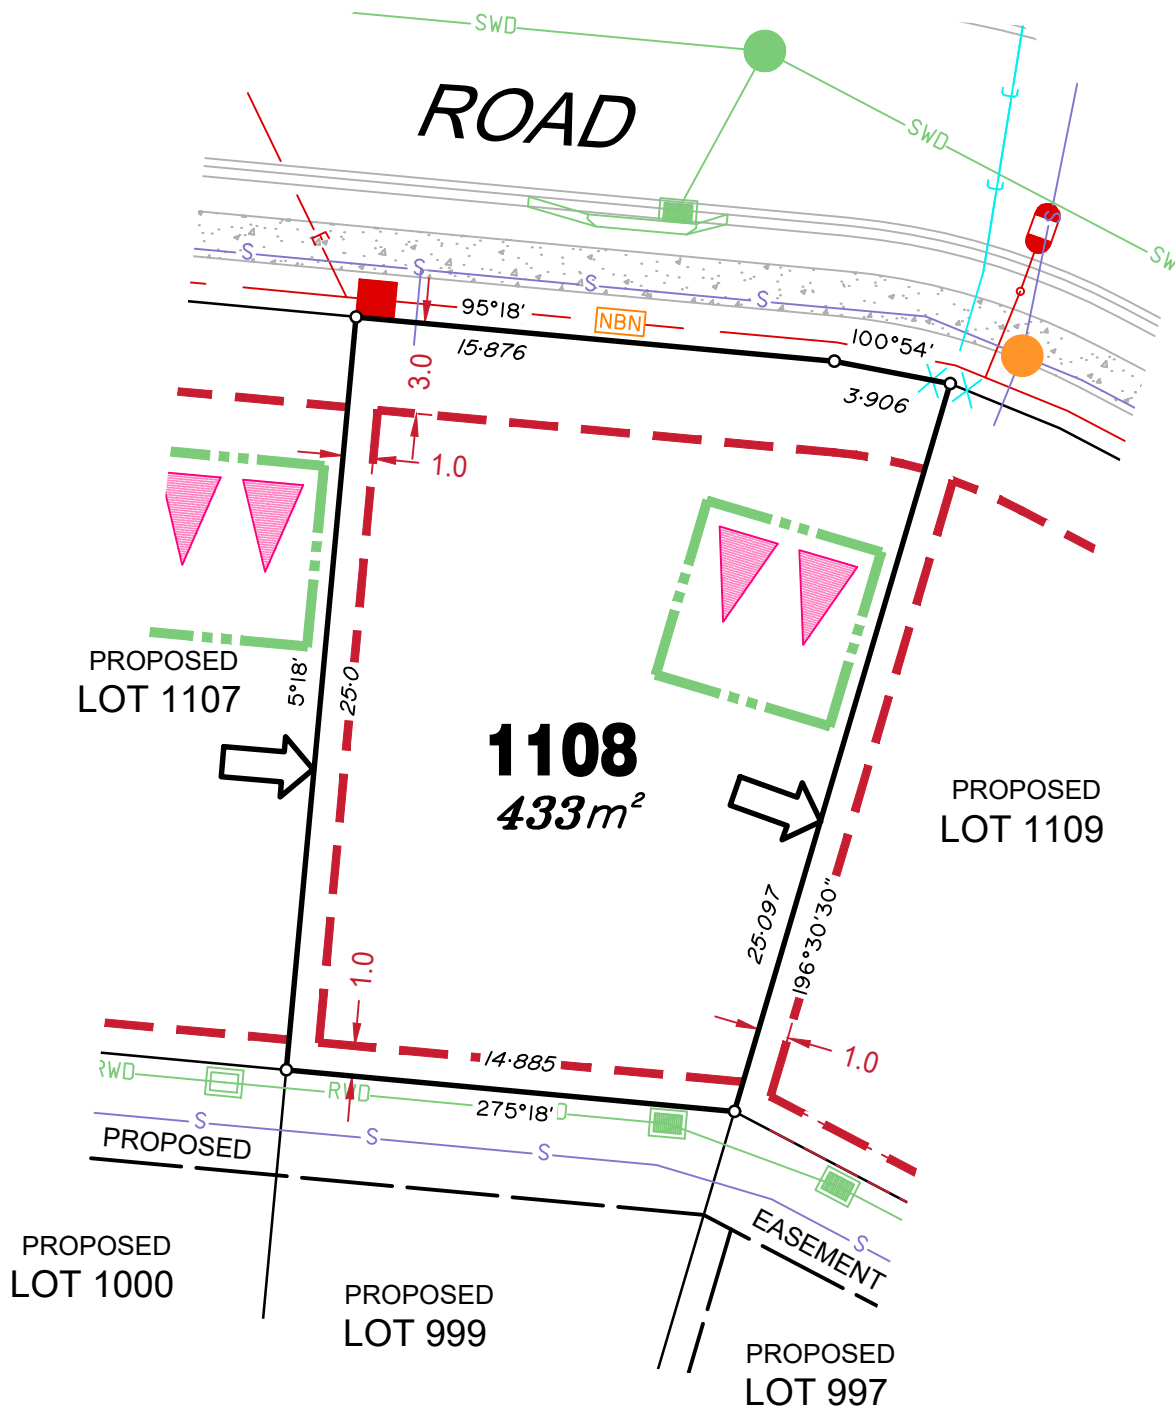 SWD
ROAD
SWD
S
E
S
S
S
S
95°18'
NBN
100°54'
15·876
3·906
3.0
1.0
PROPOSED
LOT 1107
5°18'
25·0
1108
433m²
PROPOSED
LOT 1109
25·097
196°30'30"
1.0
1.0
14·885
275°18'
RWD
RWD
S
S
S
S
PROPOSED
EASEMENT
PROPOSED
LOT 1000
PROPOSED
LOT 999
PROPOSED
LOT 997